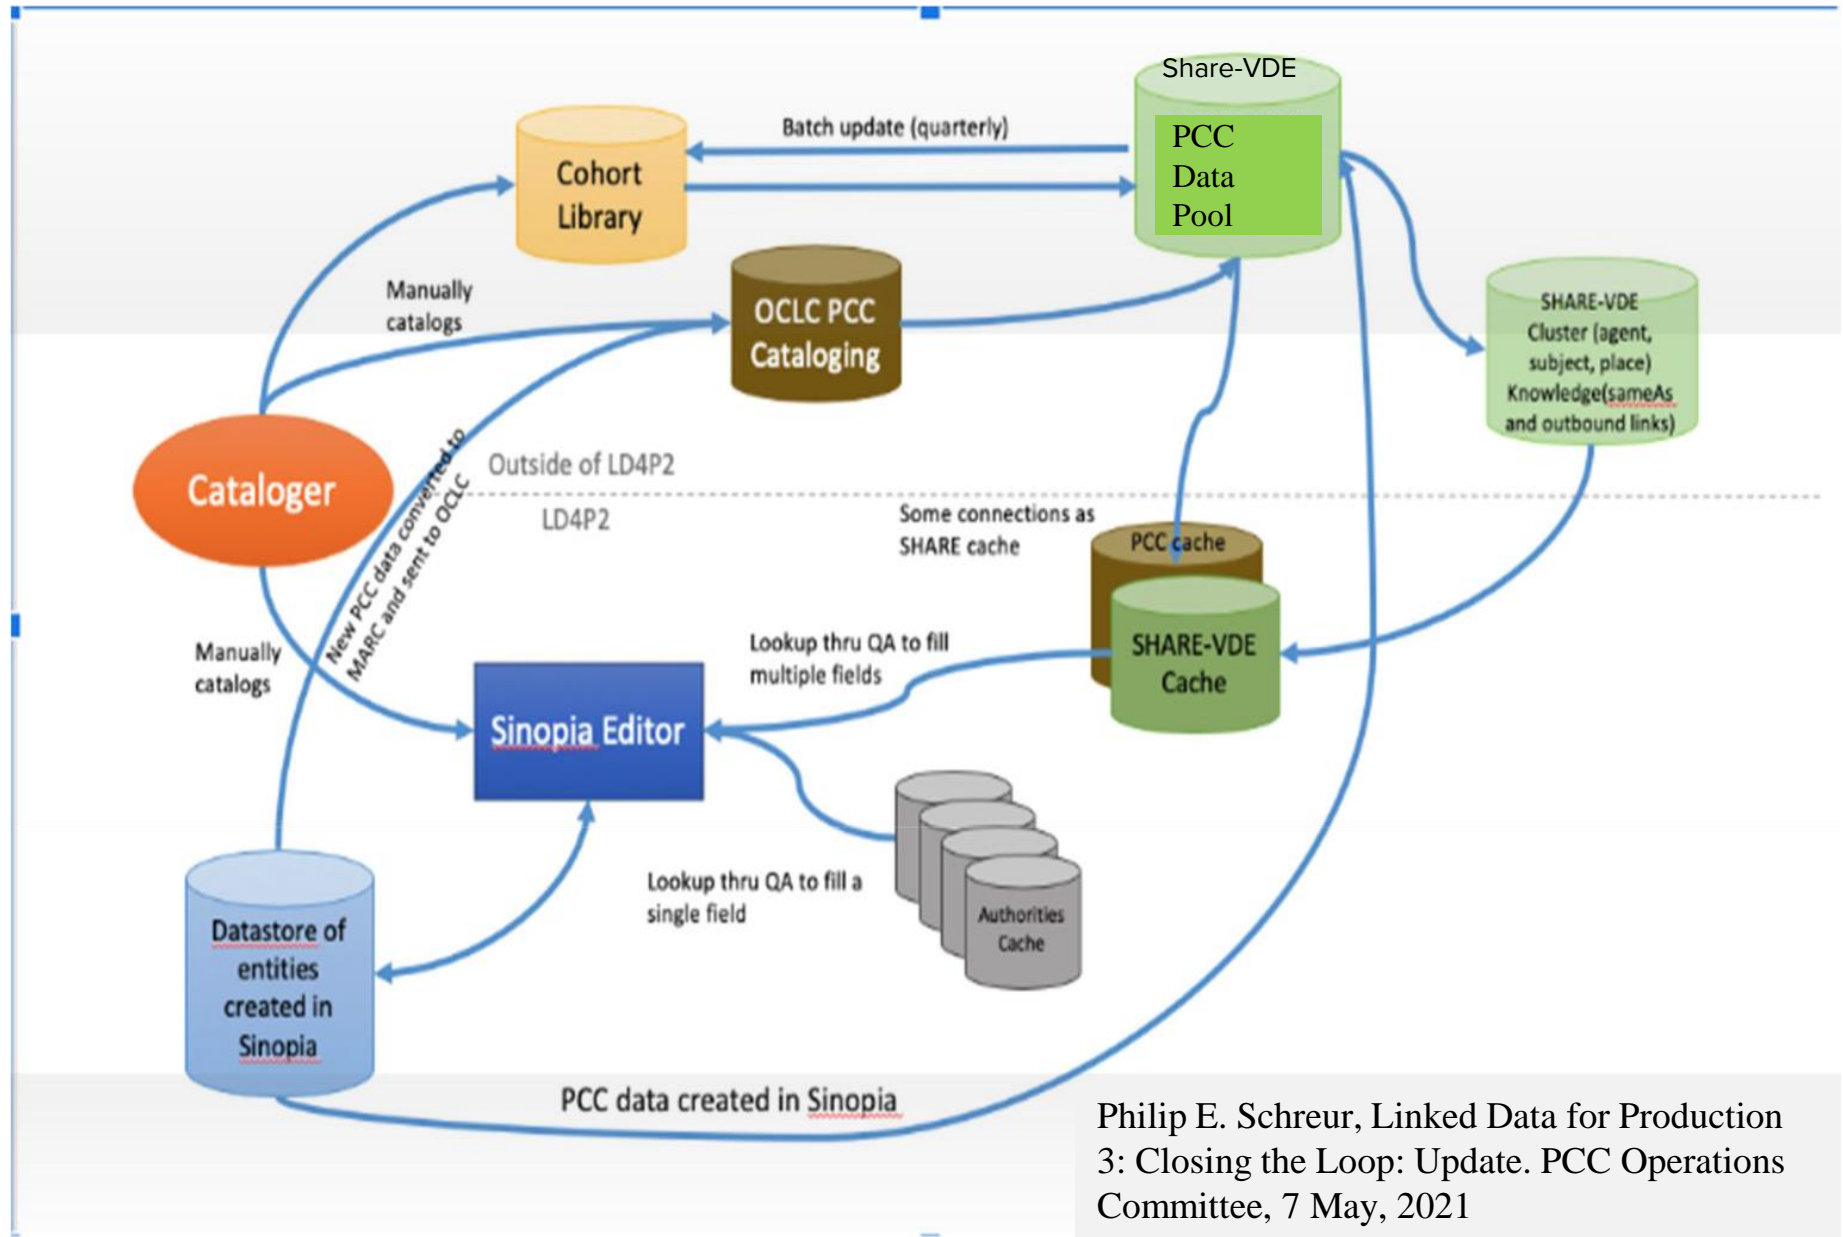 Share-VDE
PCC
Data
Pool
Batch update (quarterly)
Cohort
Library
Manually
catalogs
OCLC PCC
Cataloging
SHARE-VDE
Cluster (agent,
subject, place)
Knowledge(sameAs
and outbound links)
Cataloger
New PCC data converted to
MARC and sent to OCLC
Outside of LD4P2
LD4P2
Some connections as
SHARE cache
PCC cache
SHARE-VDE
Cache
Lookup thru QA to fill
multiple fields
Manually
catalogs
Sinopia Editor
Lookup thru QA to fill a
single field
Authorities
Cache
Datastore of
entities
created in
Sinopia
PCC data created in Sinopia
Philip E. Schreur, Linked Data for Production
3: Closing the Loop: Update. PCC Operations
Committee, 7 May, 2021